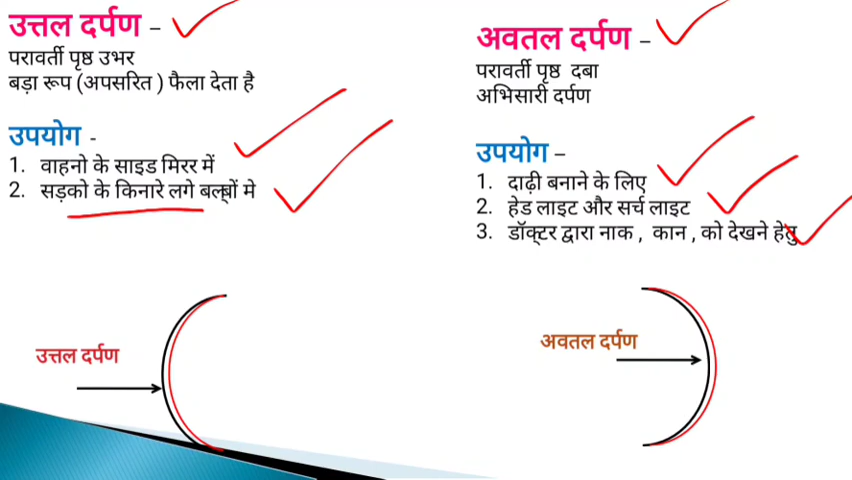 उत्तल दर्पण –
परावर्ती पृष्ठ उभर
बड़ा रूप (अपसरित ) फैला देता है
उपयोग -
1. वाहनो के साइड मिरर में
2. सड़को के किनारे लगे बल्बों मे
उत्तल दर्पण
अवतल दर्पण –
परावर्ती पृष्ठ दबा
अभिसारी दर्पण
उपयोग –
1. दाढ़ी बनाने के लिए
2. हेड लाइट और सर्च लाइट
3. डॉक्टर द्वारा नाक , कान , को देखने हेतु
अवतल दर्पण